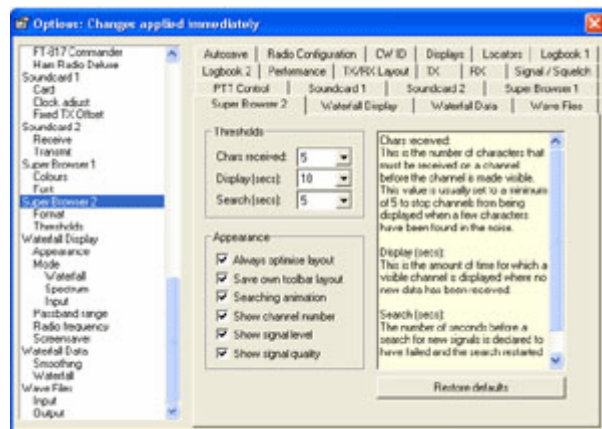 Options: Changes applied immediately
FT-817 Commander
Ham Radio Deluxe
Soundcard 1
Card
Clock adjust
Fixed TX Offset
Soundcard 2
Receive
Transmit
Super Browser 1
Colours
Font
Super Browser 2
Format
Thresholds
Waterfall Display
Appearance
Mode
Waterfall
Spectrum
Input
Passband range
Radio frequency
Screensaver
Waterfall Data
Smoothing
Waterfall
Wave Files
Input
Output
Autosave Radio Configuration CW ID Displays Locators Logbook 1
Logbook 2 Performance TX/RX Layout TX RX Signal / Squelch
PTT Control Soundcard 1 Soundcard 2 Super Browser 1
Super Browser 2 Waterfall Display Waterfall Data Wave Files
Thresholds
Chars received: 5
Display (secs): 10
Search (secs): 5
Appearance
Always optimise layout
Save own toolbar layout
Searching animation
Show channel number
Show signal level
Show signal quality
Chars received:
This is the number of characters that
must be received on a channel
before the channel is made visible.
This value is usually set to a minimum
of 5 to stop channels from being
displayed when a few characters
have been found in the noise.
Display (secs):
This is the amount of time for which a
visible channel is displayed where no
new data has been received.
Search (secs):
The number of seconds before a
search for new signals is declared to
have failed and the search restarted
Restore defaults